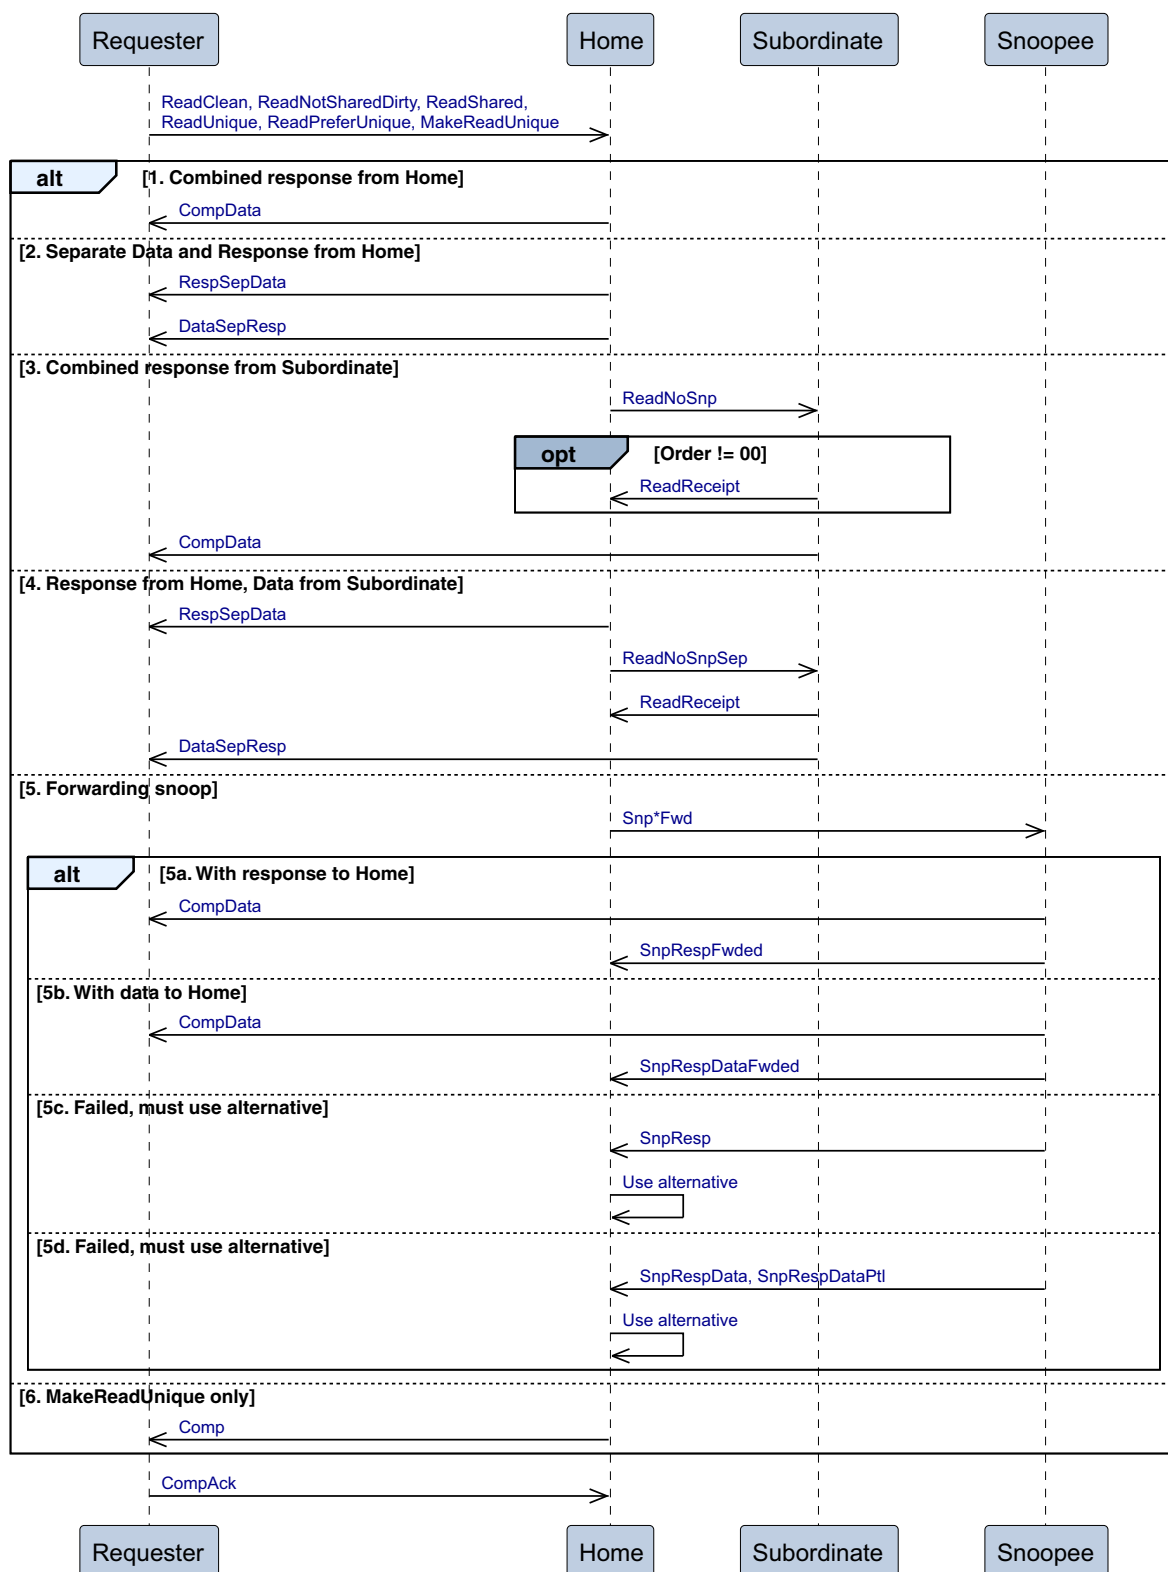 Requester Home Subordinate Snoopee
ReadClean, ReadNotSharedDirty, ReadShared,
ReadUnique, ReadPreferUnique, MakeReadUnique
alt [1. Combined response from Home]
CompData
[2. Separate Data and Response from Home]
RespSepData
DataSepResp
[3. Combined response from Subordinate]
ReadNoSnp
opt [Order != 00]
ReadReceipt
CompData
[4. Response from Home, Data from Subordinate]
RespSepData
ReadNoSnpSep
ReadReceipt
DataSepResp
[5. Forwarding snoop]
Snp*Fwd
alt [5a. With response to Home]
CompData
SnpRespFwded
[5b. With data to Home]
CompData
SnpRespDataFwded
[5c. Failed, must use alternative]
SnpResp
Use alternative
[5d. Failed, must use alternative]
SnpRespData, SnpRespDataPtl
Use alternative
[6. MakeReadUnique only]
Comp
CompAck
Requester Home Subordinate Snoopee